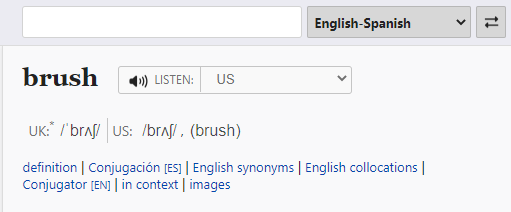 English-Spanish
brush LISTEN: US
UK:* /ˈbrʌʃ/ US: /brʌʃ/ , (brush)
definition | Conjugación [ES] | English synonyms | English collocations |
Conjugator [EN] | in context | images